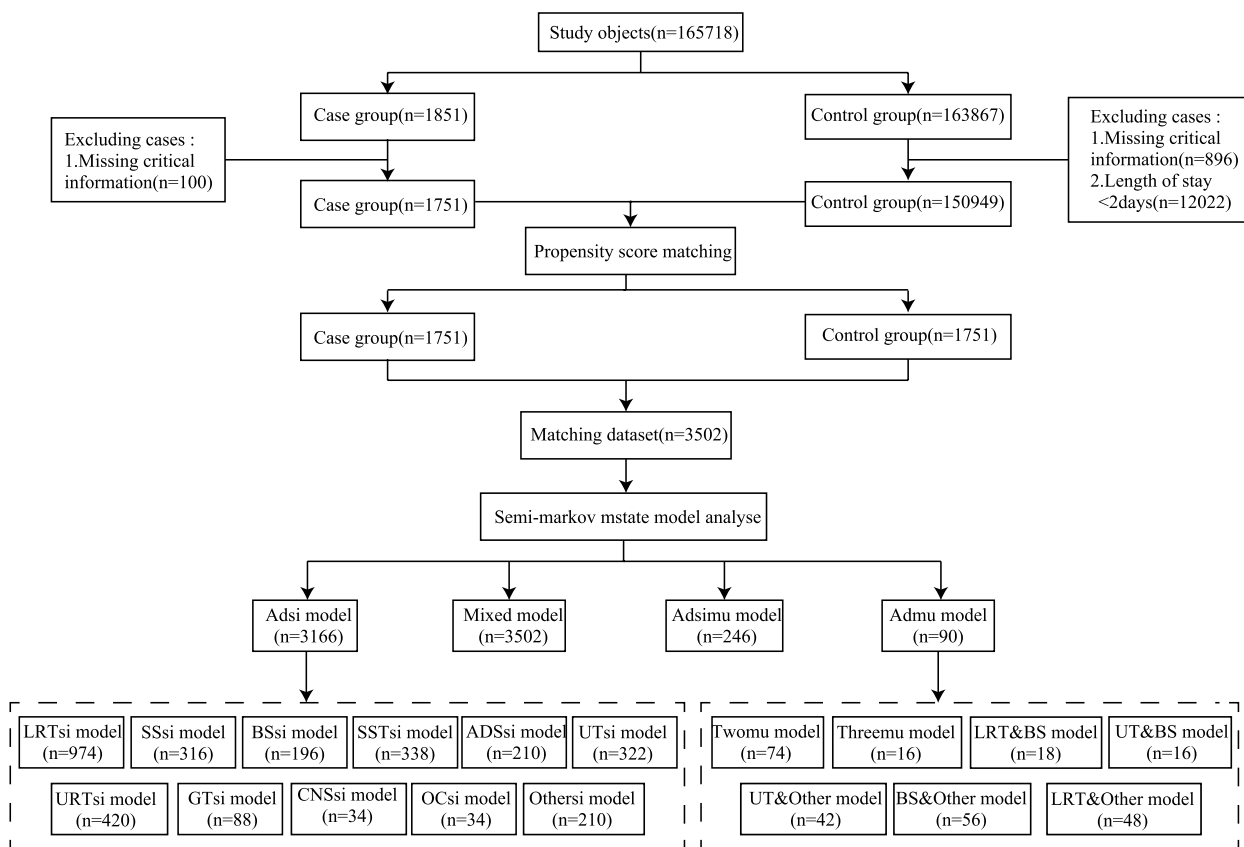 Study objects(n=165718)
Case group(n=1851)
Control group(n=163867)
Excluding cases :
1.Missing critical
information(n=100)
Excluding cases :
1.Missing critical
information(n=896)
2.Length of stay
<2days(n=12022)
Case group(n=1751)
Control group(n=150949)
Propensity score matching
Case group(n=1751)
Control group(n=1751)
Matching dataset(n=3502)
Semi-markov mstate model analyse
Adsi model
(n=3166)
Mixed model
(n=3502)
Adsimu model
(n=246)
Admu model
(n=90)
LRTsi model
(n=974)
SSsi model
(n=316)
BSsi model
(n=196)
SSTsi model
(n=338)
ADSsi model
(n=210)
UTsi model
(n=322)
URTsi model
(n=420)
GTsi model
(n=88)
CNSsi model
(n=34)
OCsi model
(n=34)
Othersi model
(n=210)
Twomu model
(n=74)
Threemu model
(n=16)
LRT&BS model
(n=18)
UT&BS model
(n=16)
UT&Other model
(n=42)
BS&Other model
(n=56)
LRT&Other model
(n=48)